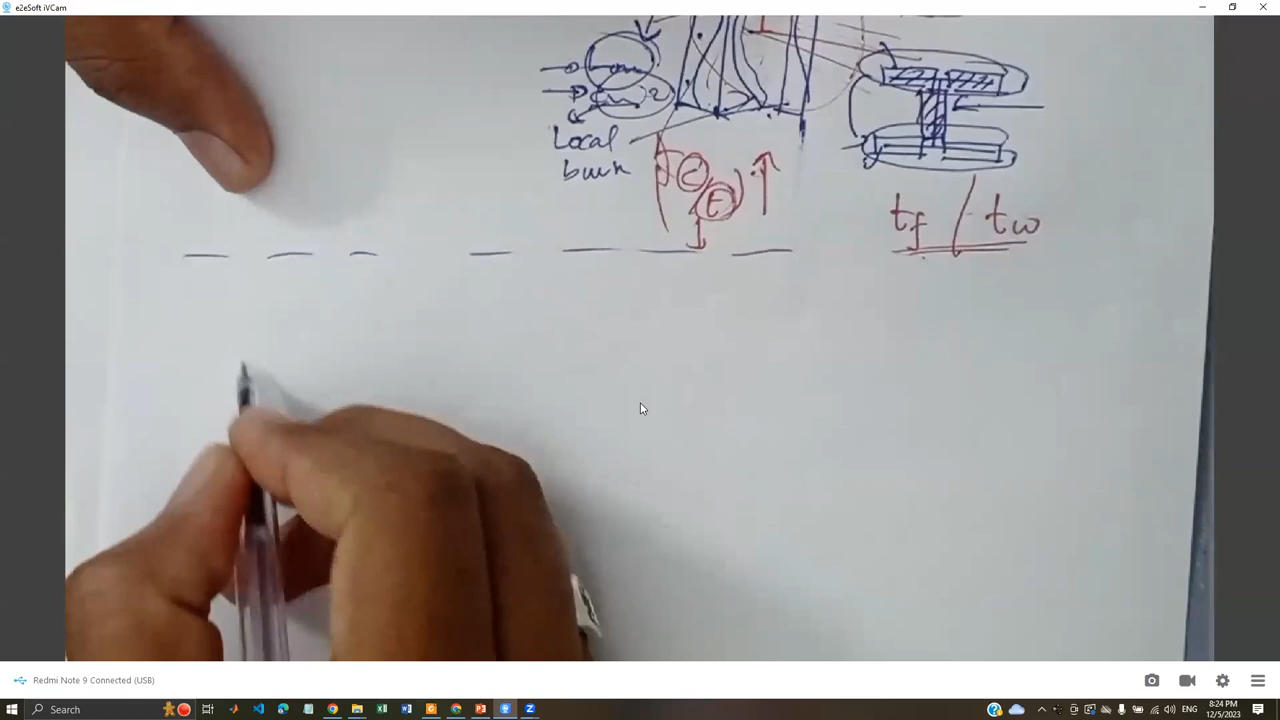 e2eSoft iVCam
Local
buck
C
E
tf / tw
Redmi Note 9 Connected (USB)
Search
ENG
8:24 PM
12/5/2023